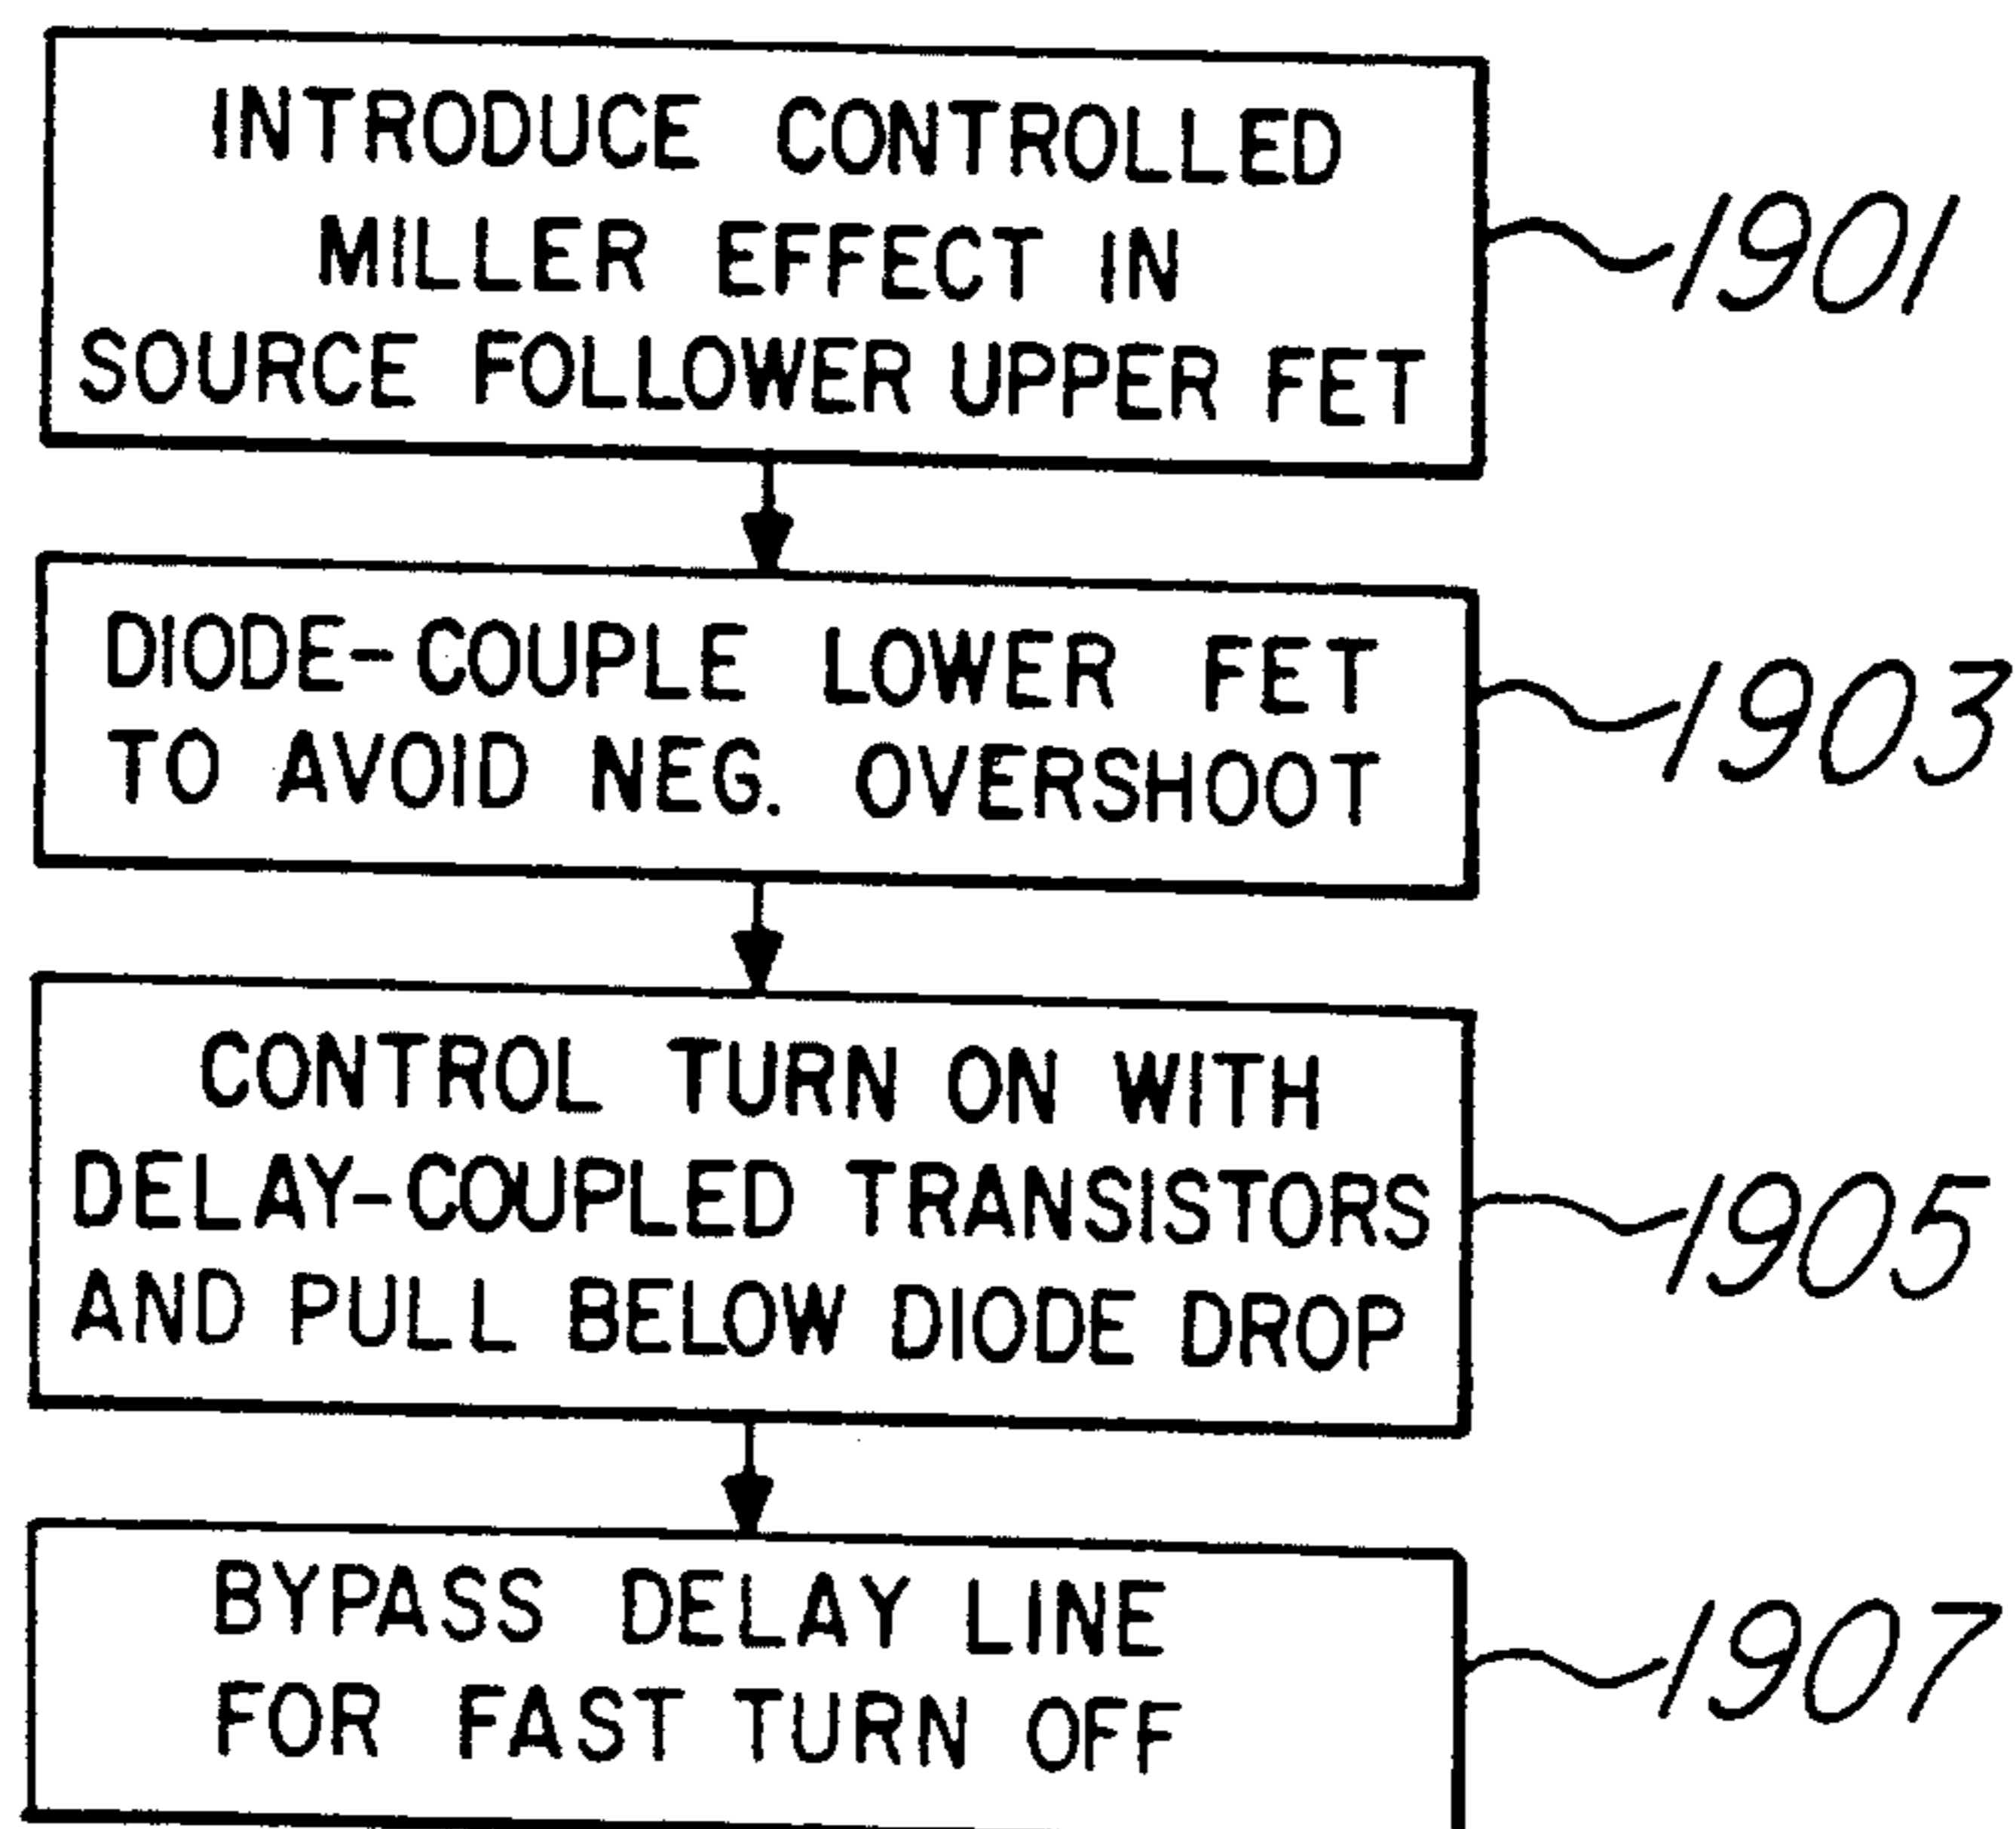 INTRODUCE CONTROLLED
MILLER EFFECT IN
SOURCE FOLLOWER UPPER FET
1901
DIODE-COUPLE LOWER FET
TO AVOID NEG. OVERSHOOT
1903
CONTROL TURN ON WITH
DELAY-COUPLED TRANSISTORS
AND PULL BELOW DIODE DROP
1905
BYPASS DELAY LINE
FOR FAST TURN OFF
1907